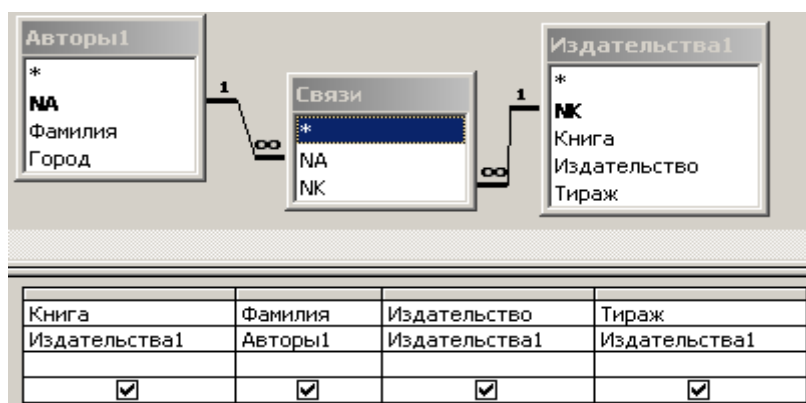 Авторы1
*
NA
Фамилия
Город
1
∞
Связи
*
NA
NK
∞
1
Издательства1
*
NK
Книга
Издательство
Тираж
Книга Фамилия Издательство Тираж
Издательства1 Авторы1 Издательства1 Издательства1